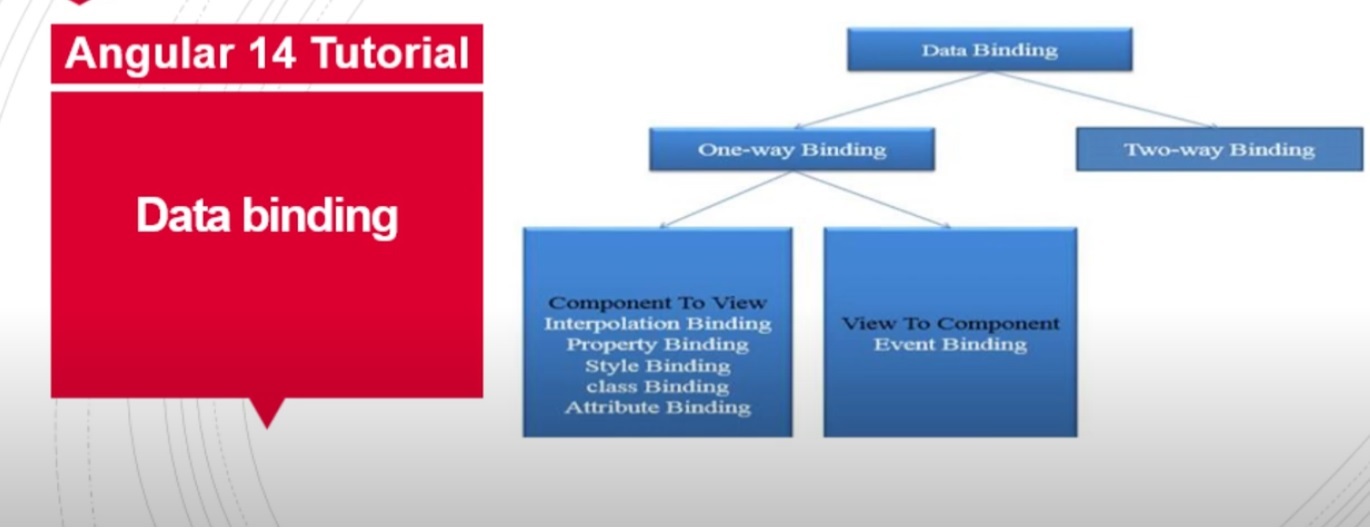 Angular 14 Tutorial
Data binding
Data Binding
One-way Binding
Two-way Binding
Component To View
Interpolation Binding
Property Binding
Style Binding
class Binding
Attribute Binding
View To Component
Event Binding